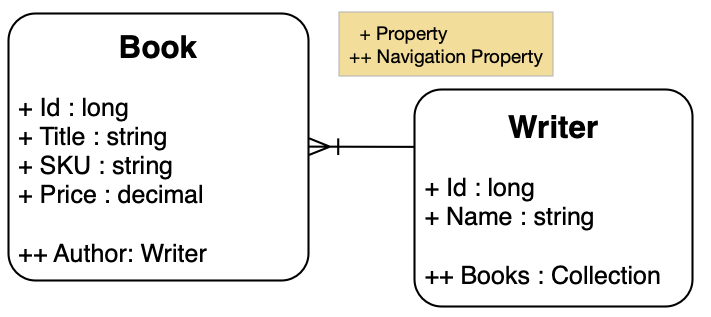 Book
+ Id : long
+ Title : string
+ SKU : string
+ Price : decimal
++ Author: Writer
+ Property
++ Navigation Property
Writer
+ Id : long
+ Name : string
++ Books : Collection